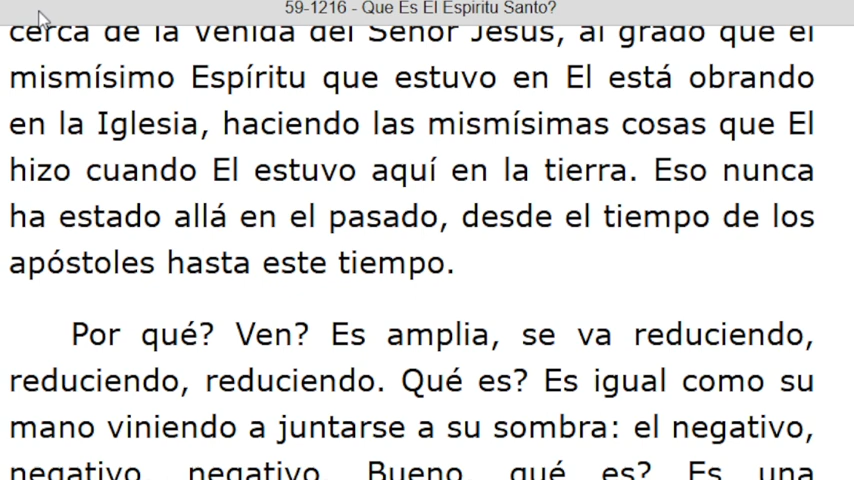 59-1216 - Que Es El Espiritu Santo?
cerca de la Venida del Señor Jesús, al grado que el
mismísimo Espíritu que estuvo en El está obrando
en la Iglesia, haciendo las mismísimas cosas que El
hizo cuando El estuvo aquí en la tierra. Eso nunca
ha estado allá en el pasado, desde el tiempo de los
apóstoles hasta este tiempo.
Por qué? Ven? Es amplia, se va reduciendo,
reduciendo, reduciendo. Qué es? Es igual como su
mano viniendo a juntarse a su sombra: el negativo,
negativo, negativo. Bueno, qué es? Es una